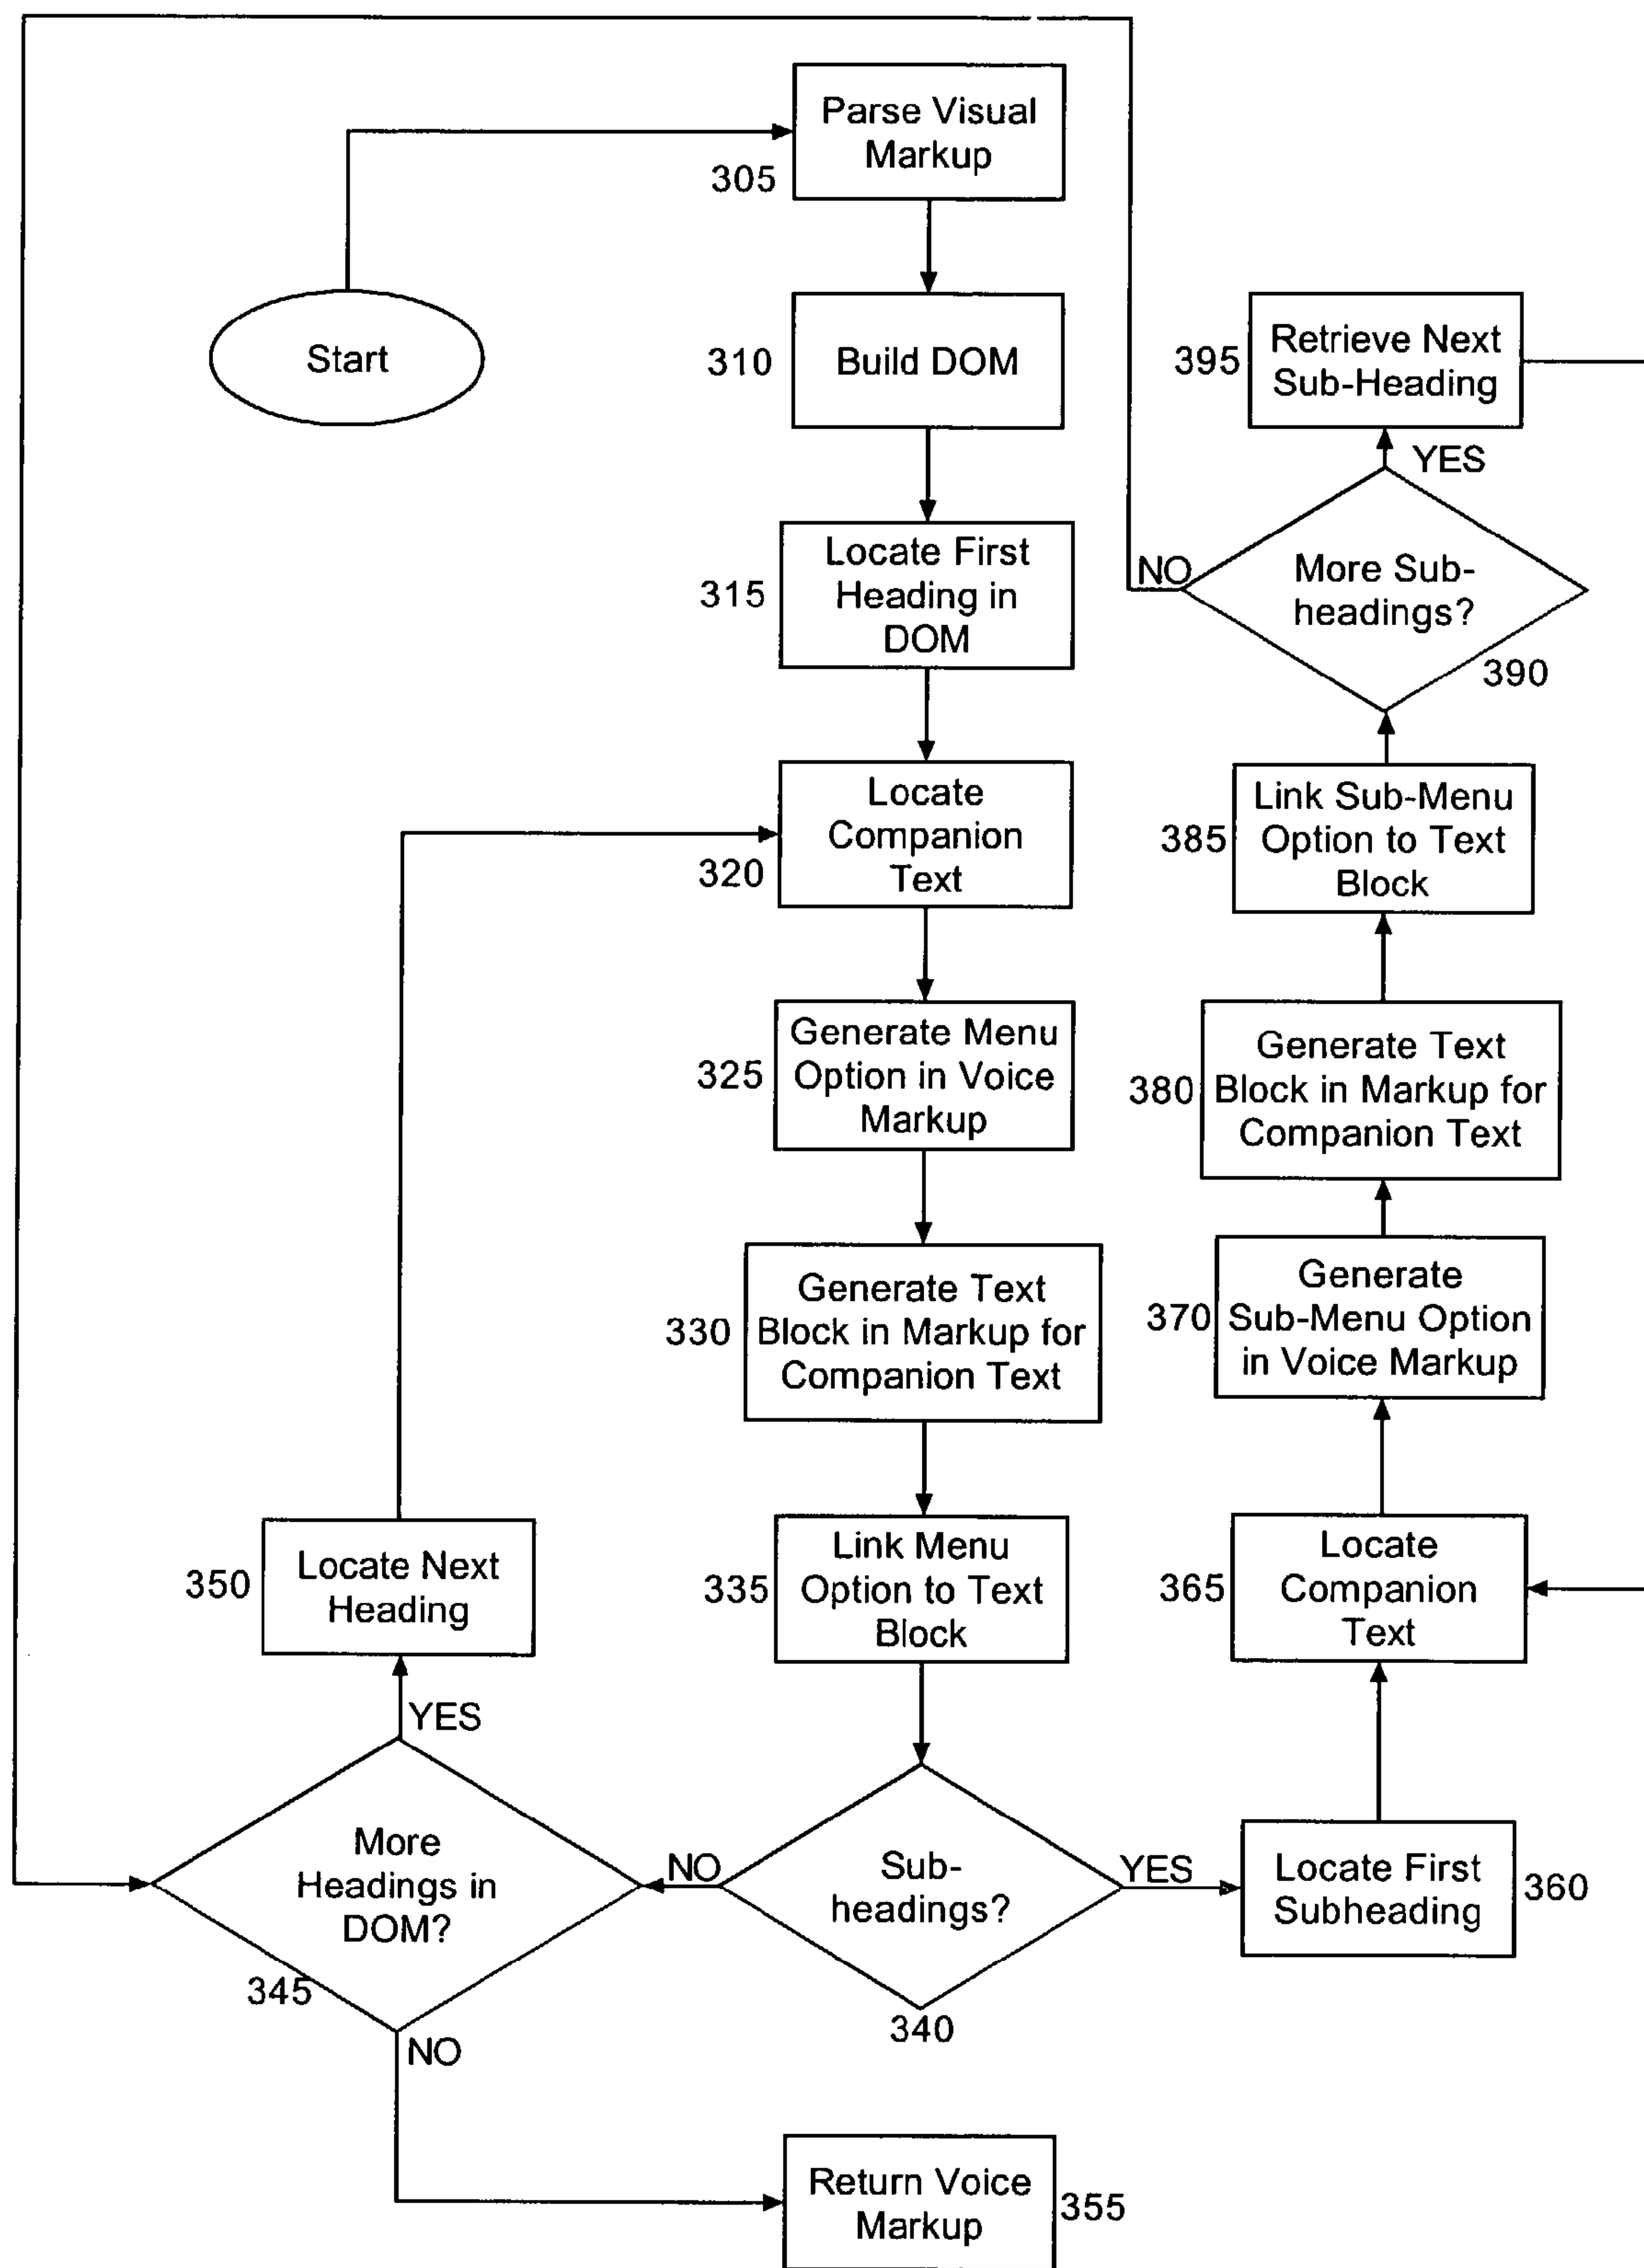 Start
Parse Visual
Markup
305
Build DOM
310
Locate First
Heading in
DOM
315
Locate
Companion
Text
320
Generate Menu
Option in Voice
Markup
325
Generate Text
Block in Markup for
Companion Text
330
Link Menu
Option to Text
Block
335
Sub-
headings?
340
NO
YES
More
Headings in
DOM?
345
YES
NO
Locate Next
Heading
350
Return Voice
Markup
355
Locate First
Subheading
360
Locate
Companion
Text
365
Generate
Sub-Menu Option
in Voice Markup
370
Generate Text
Block in Markup for
Companion Text
380
Link Sub-Menu
Option to Text
Block
385
More Sub-
headings?
390
NO
YES
Retrieve Next
Sub-Heading
395